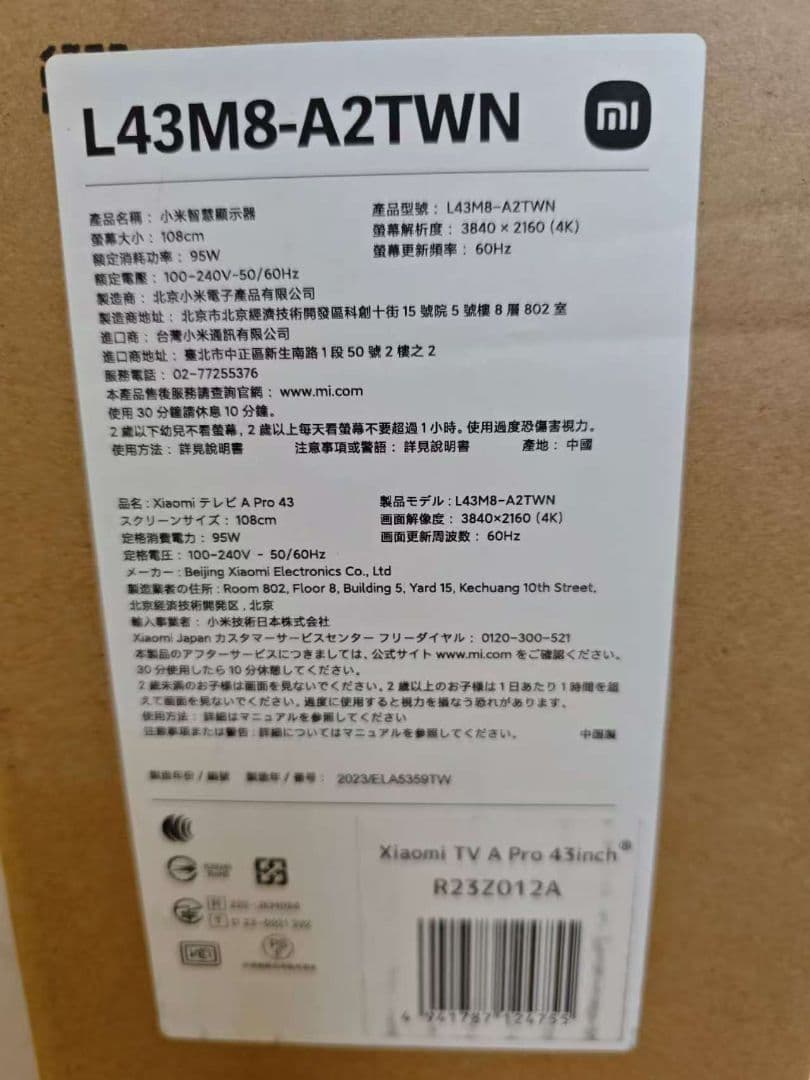 L43M8-A2TWN
mi
產品名稱：小米智慧顯示器
產品型號：L43M8-A2TWN
螢幕大小：108cm
螢幕解析度：3840 × 2160 (4K)
額定消耗功率：95W
螢幕更新頻率：60Hz
額定電壓：100-240V~50/60Hz
製造商：北京小米電子產品有限公司
製造商地址：北京市北京經濟技術開發區科創十街 15 號院 5 號樓 8 層 802 室
進口商：台灣小米通訊有限公司
進口商地址：臺北市中正區新生南路 1 段 50 號 2 樓之 2
服務電話：02-77255376
本產品售後服務請查詢官網：www.mi.com
使用 30 分鐘請休息 10 分鐘。
2 歲以下幼兒不看螢幕，2 歲以上每天看螢幕不要超過 1 小時。使用過度恐傷害視力。
使用方法：詳見說明書 注意事項或警語：詳見說明書 產地：中國
品名：Xiaomi テレビ A Pro 43
製品モデル：L43M8-A2TWN
スクリーンサイズ：108cm
画面解像度：3840×2160 (4K)
定格消費電力：95W
画面更新周波数：60Hz
定格電圧：100-240V ~ 50/60Hz
メーカー：Beijing Xiaomi Electronics Co., Ltd
製造業者の住所：Room 802, Floor 8, Building 5, Yard 15, Kechuang 10th Street,
北京経済技術開発区，北京
輸入事業者：小米技術日本株式会社
Xiaomi Japan カスタマーサービスセンター フリーダイヤル：0120-300-521
本製品のアフターサービスにつきましては、公式サイト www.mi.com をご確認ください。
30 分使用したら 10 分休憩してください。
2 歳未満のお子様は画面を見ないでください。2 歳以上のお子様は 1 日あたり 1 時間を超
えて画面を見ないでください。過度に使用すると視力を損なう恐れがあります。
使用方法：詳細はマニュアルを参照してください
注意事項または警告：詳細についてはマニュアルを参照してください。 中国製
製造年份 / 編號 製造年 / 番号：2023/ELA5359TW
Xiaomi TV A Pro 43inch
R23Z012A
4 941787 124755